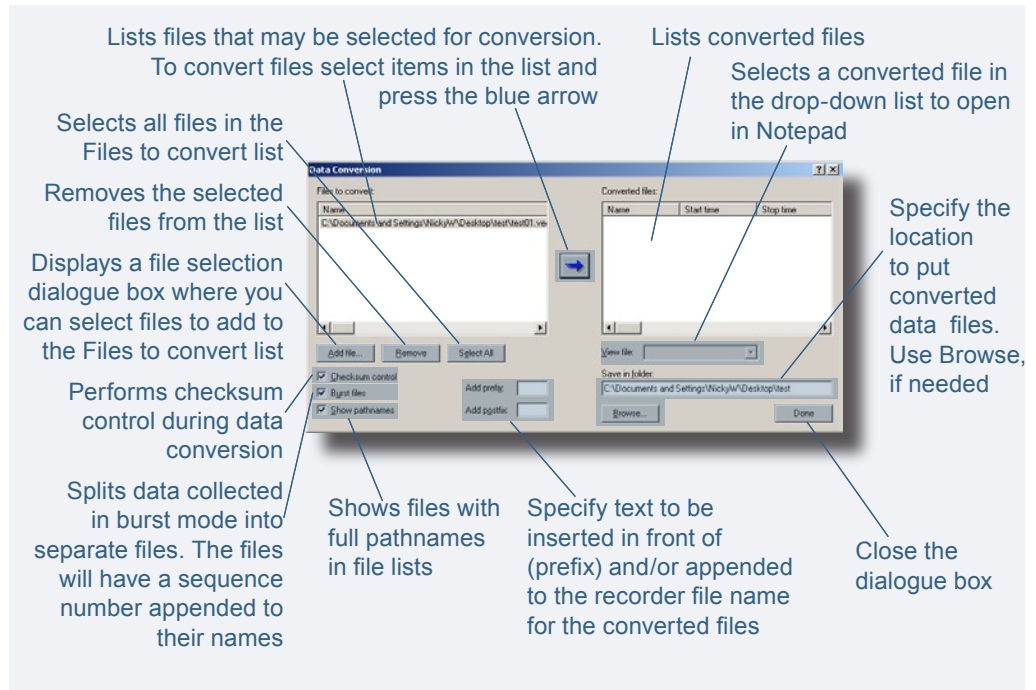 Lists files that may be selected for conversion.
To convert files select items in the list and
press the blue arrow
Lists converted files
Selects a converted file in
the drop-down list to open
in Notepad
Selects all files in the
Files to convert list
Removes the selected
files from the list
Displays a file selection
dialogue box where you
can select files to add to
the Files to convert list
Performs checksum
control during data
conversion
Splits data collected
in burst mode into
separate files. The files
will have a sequence
number appended to
their names
Data Conversion
Files to convert:
Name
C:\Documents and Settings\NickyW\Desktop\test\test01.vec
Add file...
Remove
Select All
Checksum control
Burst files
Show pathnames
Add prefix:
Add postfix:
Converted files:
Name Start time Stop time
View file:
Save in folder:
C:\Documents and Settings\NickyW\Desktop\test
Browse...
Done
Specify the
location
to put
converted
data files.
Use Browse,
if needed
Shows files with
full pathnames
in file lists
Specify text to be
inserted in front of
(prefix) and/or appended
to the recorder file name
for the converted files
Close the
dialogue box